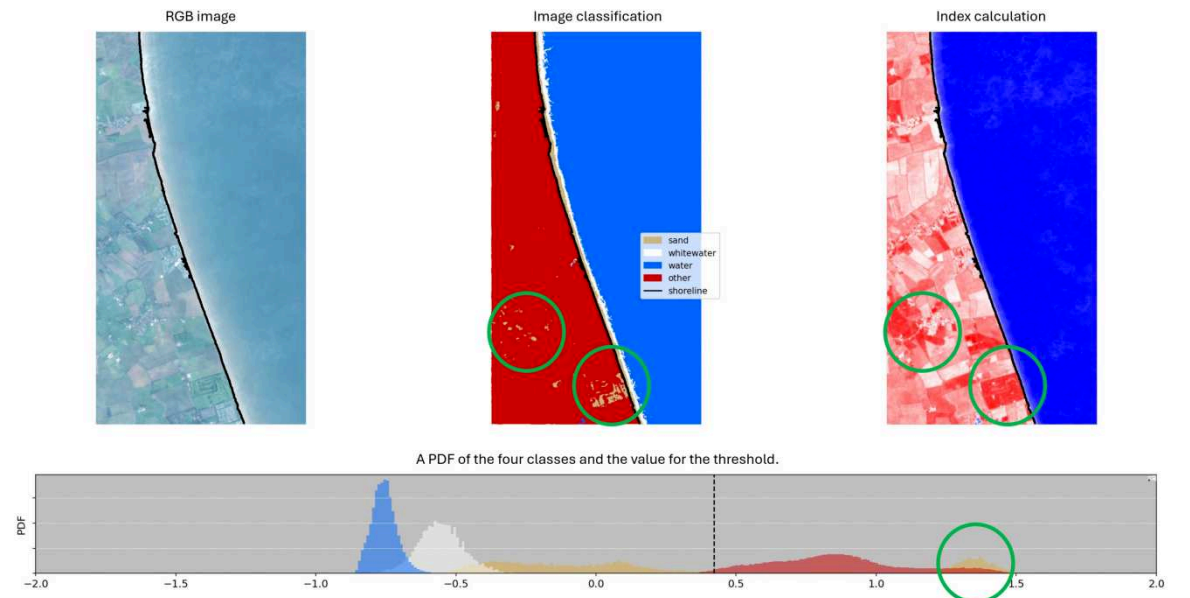 RGB image
Image classification
Index calculation
sand
whitewater
water
other
shoreline
A PDF of the four classes and the value for the threshold.
PDF
−2.0 −1.5 −1.0 −0.5 0.0 0.5 1.0 1.5 2.0